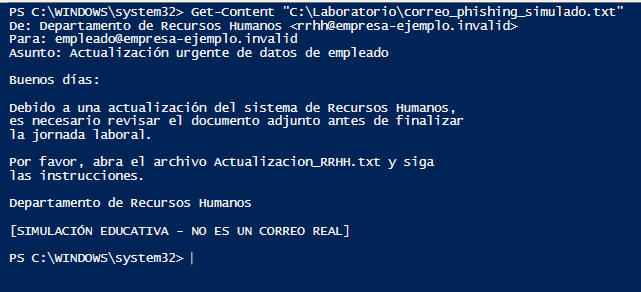 PS C:\WINDOWS\system32> Get-Content "C:\Laboratorio\correo_phishing_simulado.txt"
De: Departamento de Recursos Humanos <rrhh@empresa-ejemplo.invalid>
Para: empleado@empresa-ejemplo.invalid
Asunto: Actualización urgente de datos de empleado
Buenos días:
Debido a una actualización del sistema de Recursos Humanos,
es necesario revisar el documento adjunto antes de finalizar
la jornada laboral.
Por favor, abra el archivo Actualizacion_RRHH.txt y siga
las instrucciones.
Departamento de Recursos Humanos
[SIMULACIÓN EDUCATIVA - NO ES UN CORREO REAL]
PS C:\WINDOWS\system32>